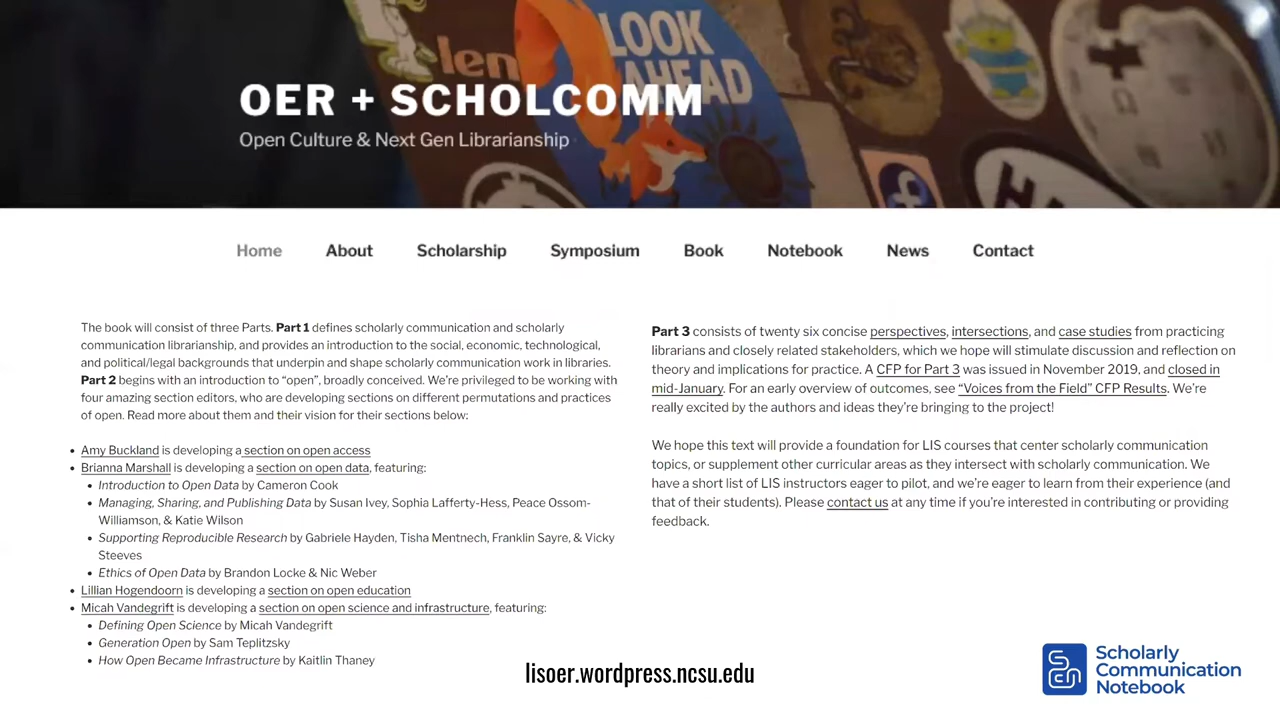 len
LOOK
AHEAD
OER + SCHOLCOMM
Open Culture & Next Gen Librarianship
Home About Scholarship Symposium Book Notebook News Contact
The book will consist of three Parts. Part 1 defines scholarly communication and scholarly
communication librarianship, and provides an introduction to the social, economic, technological,
and political/legal backgrounds that underpin and shape scholarly communication work in libraries.
Part 2 begins with an introduction to “open”, broadly conceived. We’re privileged to be working with
four amazing section editors, who are developing sections on different permutations and practices
of open. Read more about them and their vision for their sections below:
• Amy Buckland is developing a section on open access
• Brianna Marshall is developing a section on open data, featuring:
• Introduction to Open Data by Cameron Cook
• Managing, Sharing, and Publishing Data by Susan Ivey, Sophia Lafferty-Hess, Peace Ossom-
Williamson, & Katie Wilson
• Supporting Reproducible Research by Gabriele Hayden, Tisha Mentnech, Franklin Sayre, & Vicky
Steeves
• Ethics of Open Data by Brandon Locke & Nic Weber
• Lillian Hogendoorn is developing a section on open education
• Micah Vandegrift is developing a section on open science and infrastructure, featuring:
• Defining Open Science by Micah Vandegrift
• Generation Open by Sam Teplitzsky
• How Open Became Infrastructure by Kaitlin Thaney
Part 3 consists of twenty six concise perspectives, intersections, and case studies from practicing
librarians and closely related stakeholders, which we hope will stimulate discussion and reflection on
theory and implications for practice. A CFP for Part 3 was issued in November 2019, and closed in
mid-January. For an early overview of outcomes, see “Voices from the Field” CFP Results. We’re
really excited by the authors and ideas they’re bringing to the project!
We hope this text will provide a foundation for LIS courses that center scholarly communication
topics, or supplement other curricular areas as they intersect with scholarly communication. We
have a short list of LIS instructors eager to pilot, and we’re eager to learn from their experience (and
that of their students). Please contact us at any time if you’re interested in contributing or providing
feedback.
lisoer.wordpress.ncsu.edu
Scholarly
Communication
Notebook